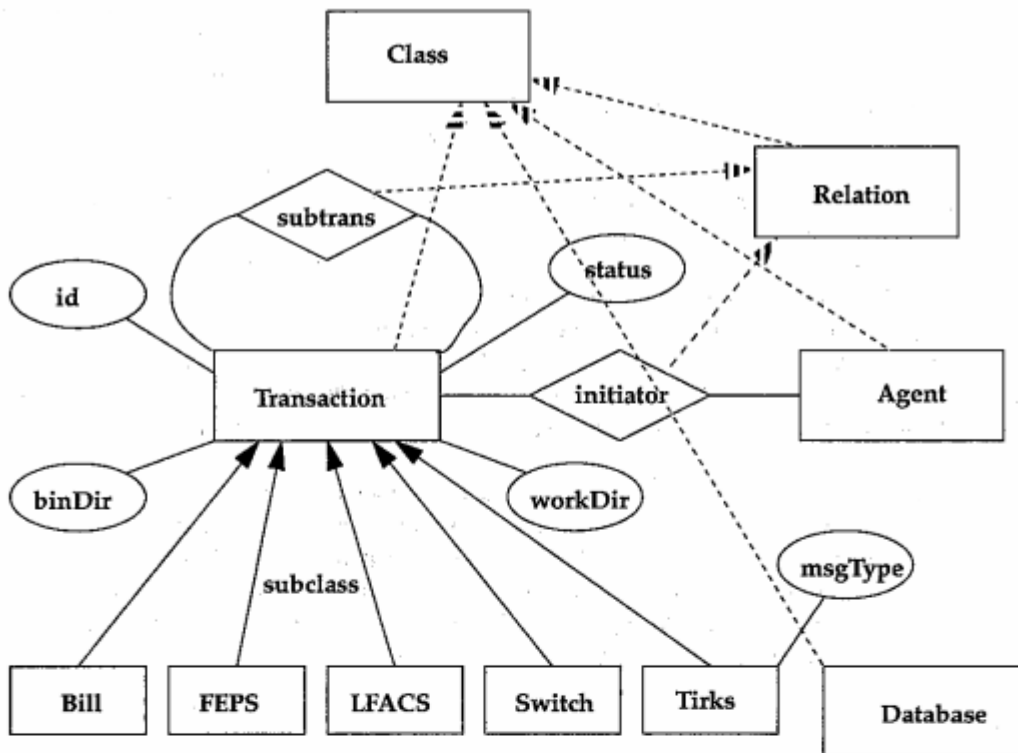 Class
Relation
subtrans
id
status
Transaction
initiator
Agent
binDir
workDir
msgType
subclass
Bill
FEPS
LFACS
Switch
Tirks
Database